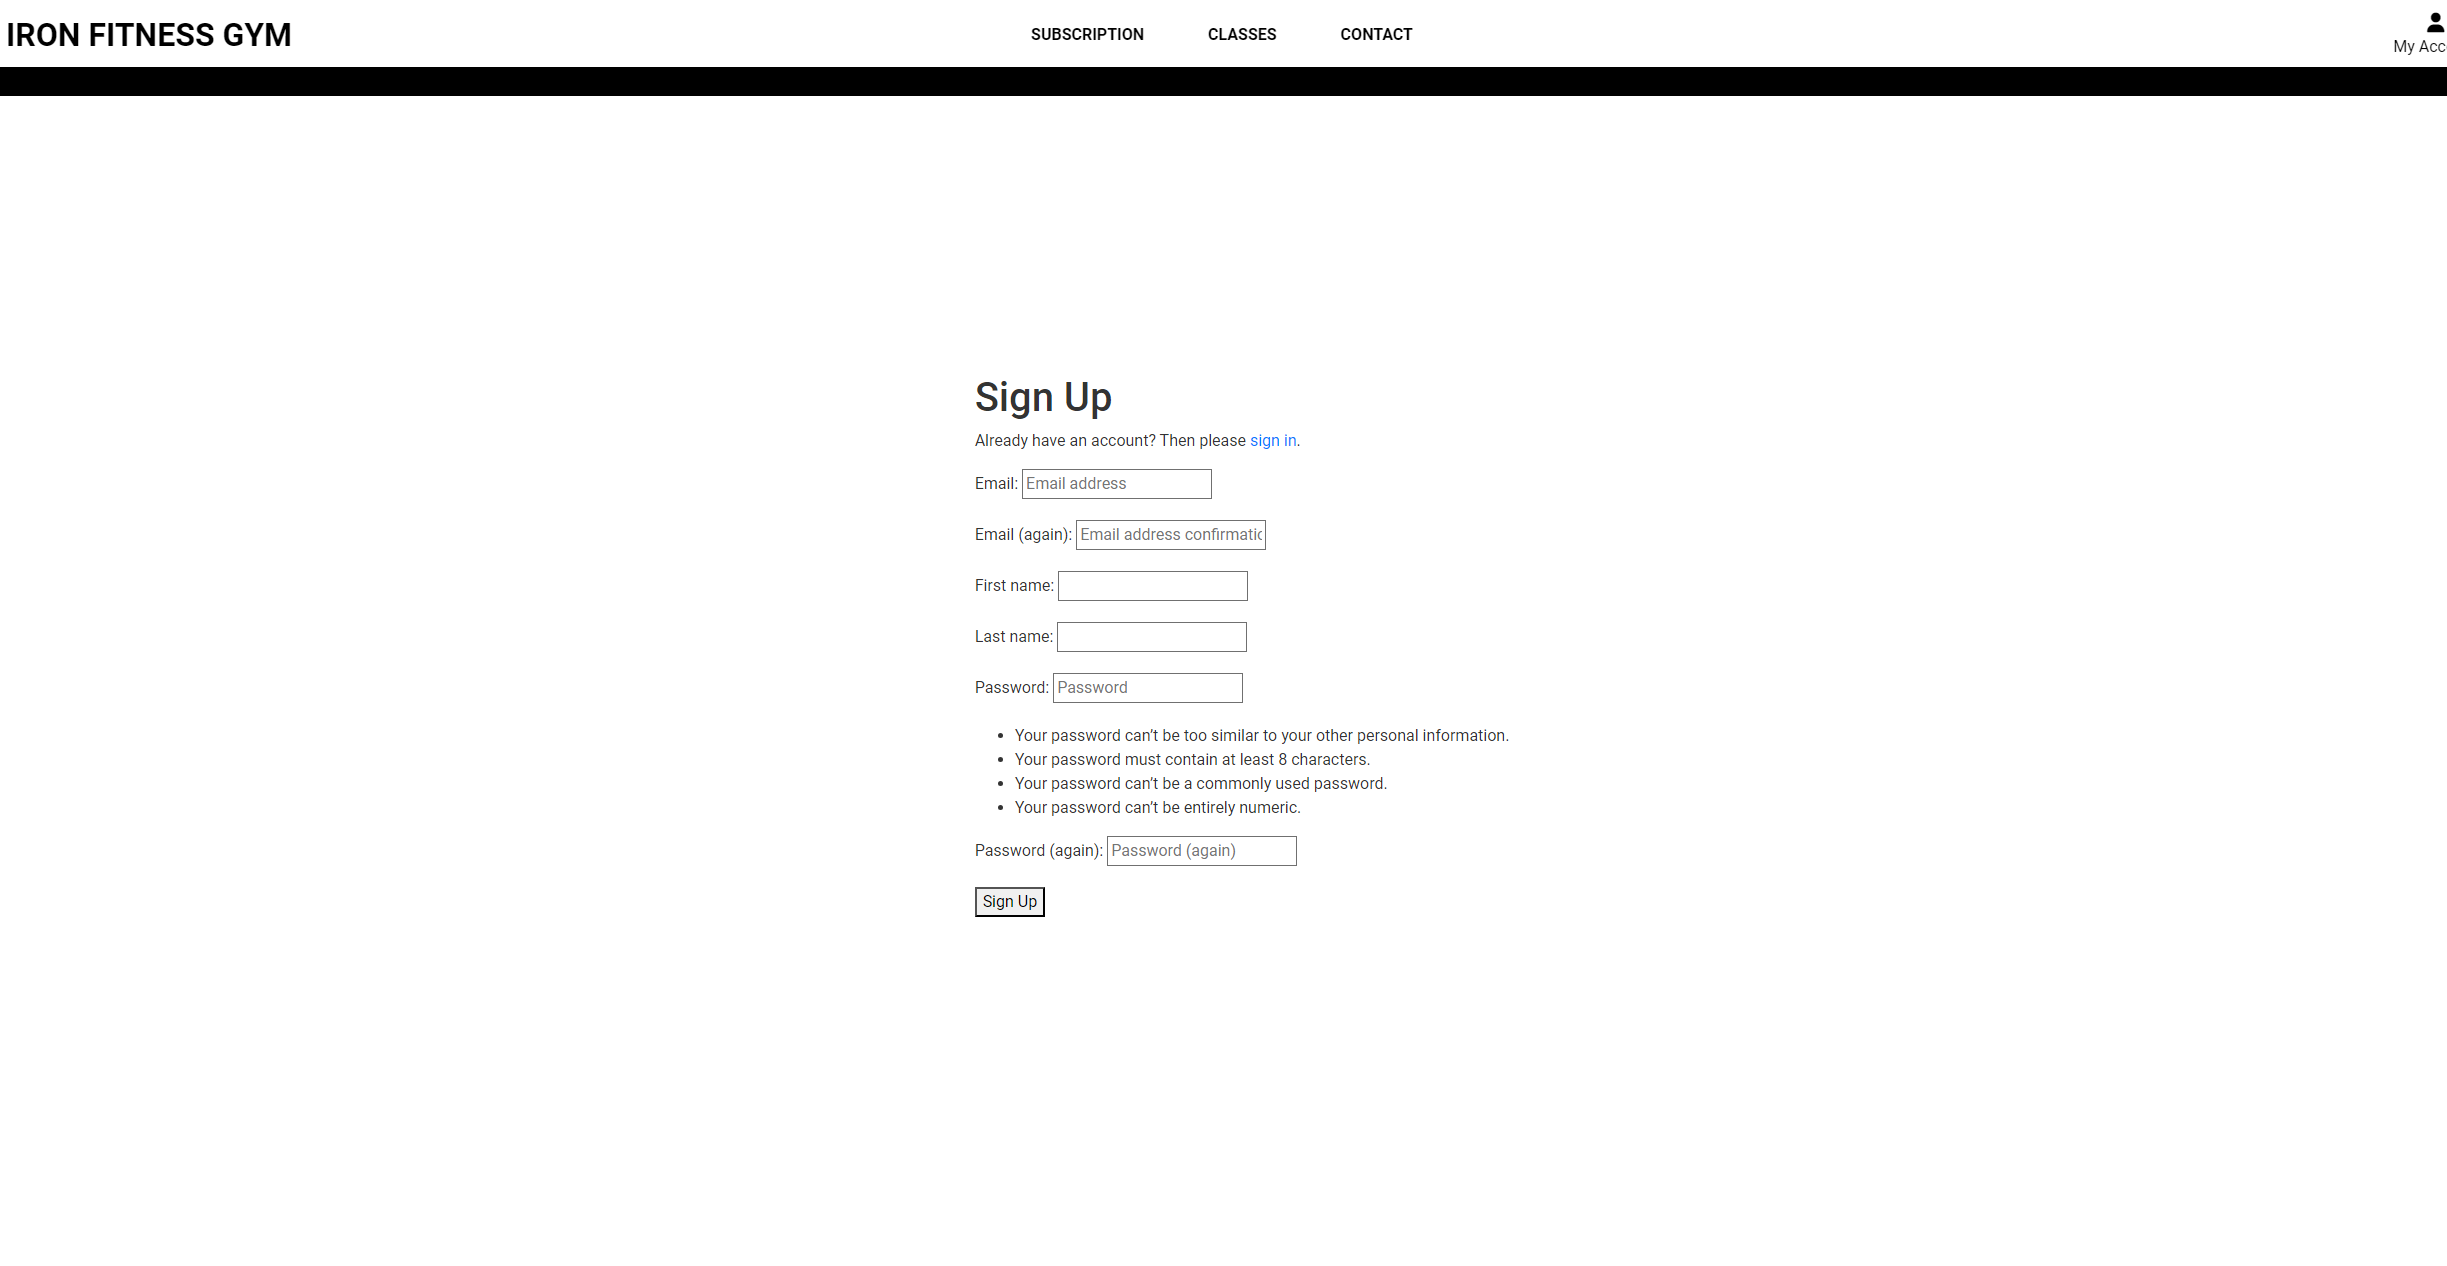 IRON FITNESS GYM
SUBSCRIPTION CLASSES CONTACT
My Acc
Sign Up
Already have an account? Then please sign in.
Email: Email address
Email (again): Email address confirmatic
First name:
Last name:
Password: Password
Your password can't be too similar to your other personal information.
Your password must contain at least 8 characters.
Your password can't be a commonly used password.
Your password can't be entirely numeric.
Password (again): Password (again)
Sign Up